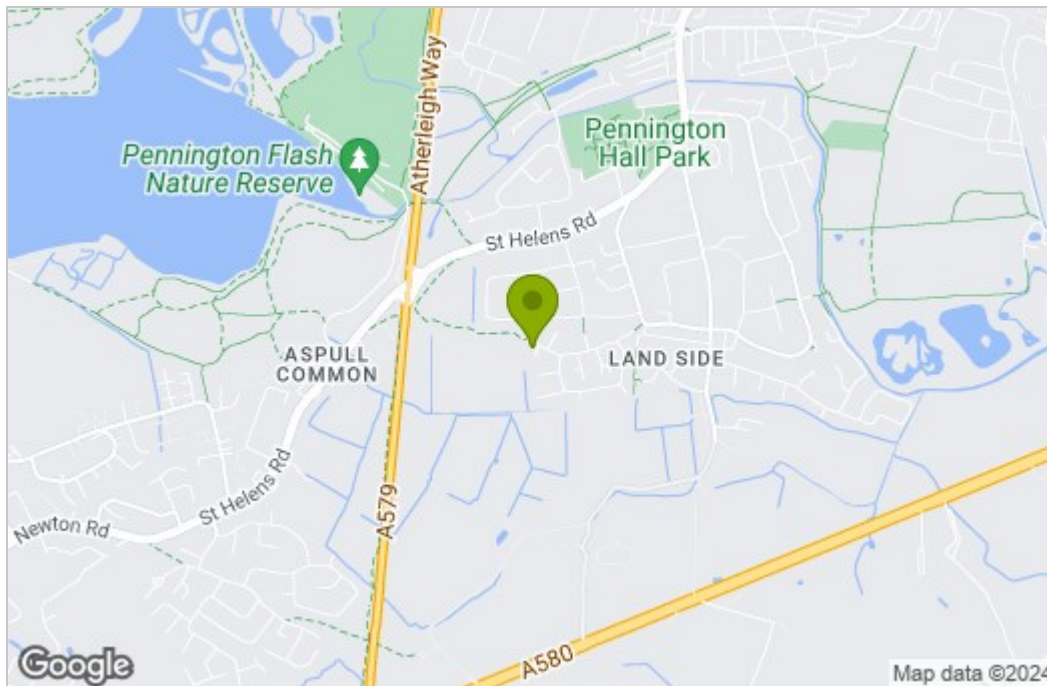 Atherleigh Way
Pennington
Hall Park
Pennington Flash
Nature Reserve
St Helens Rd
ASPULL
COMMON
LAND SIDE
St Helens Rd
A579
Newton Rd
A580
Google
Map data ©2024